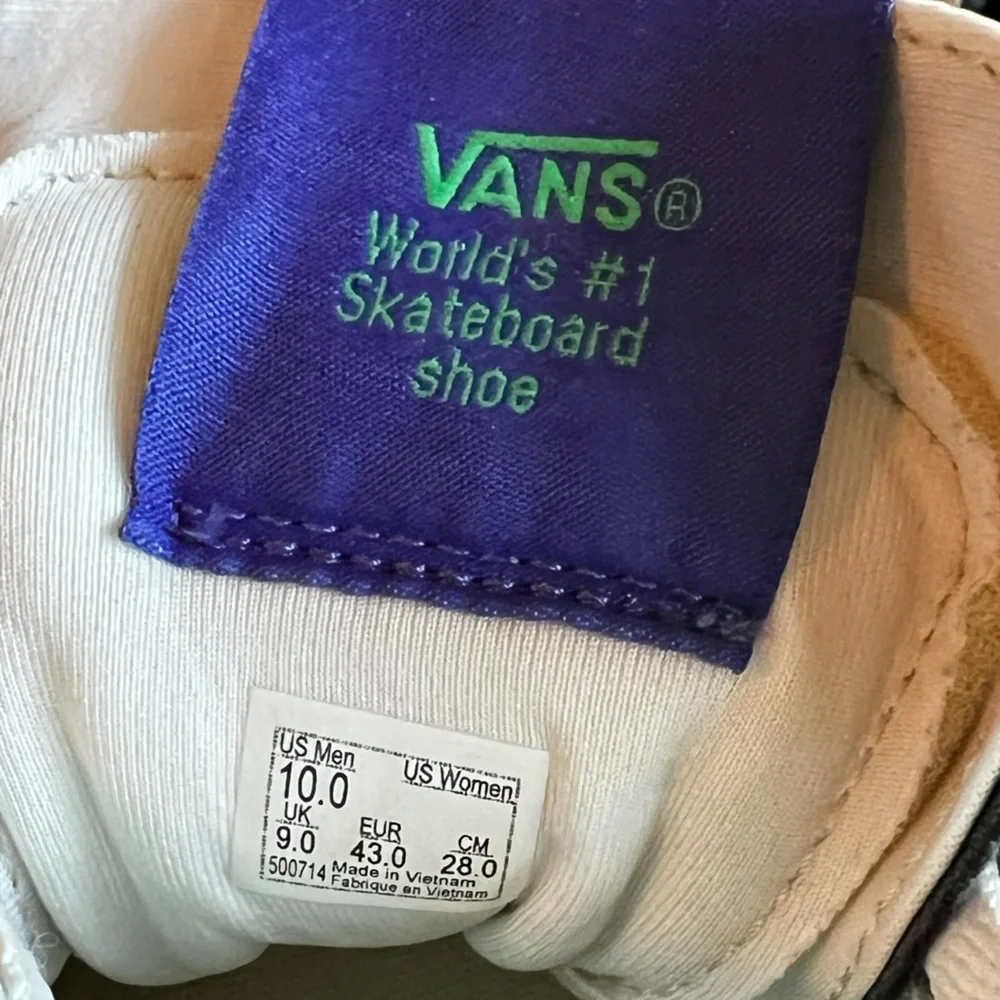 VANS®
World's #1
Skateboard
shoe
US Men US Women
10.0
UK EUR CM
9.0 43.0 28.0
500714 Made in Vietnam
Fabrique en Vietnam